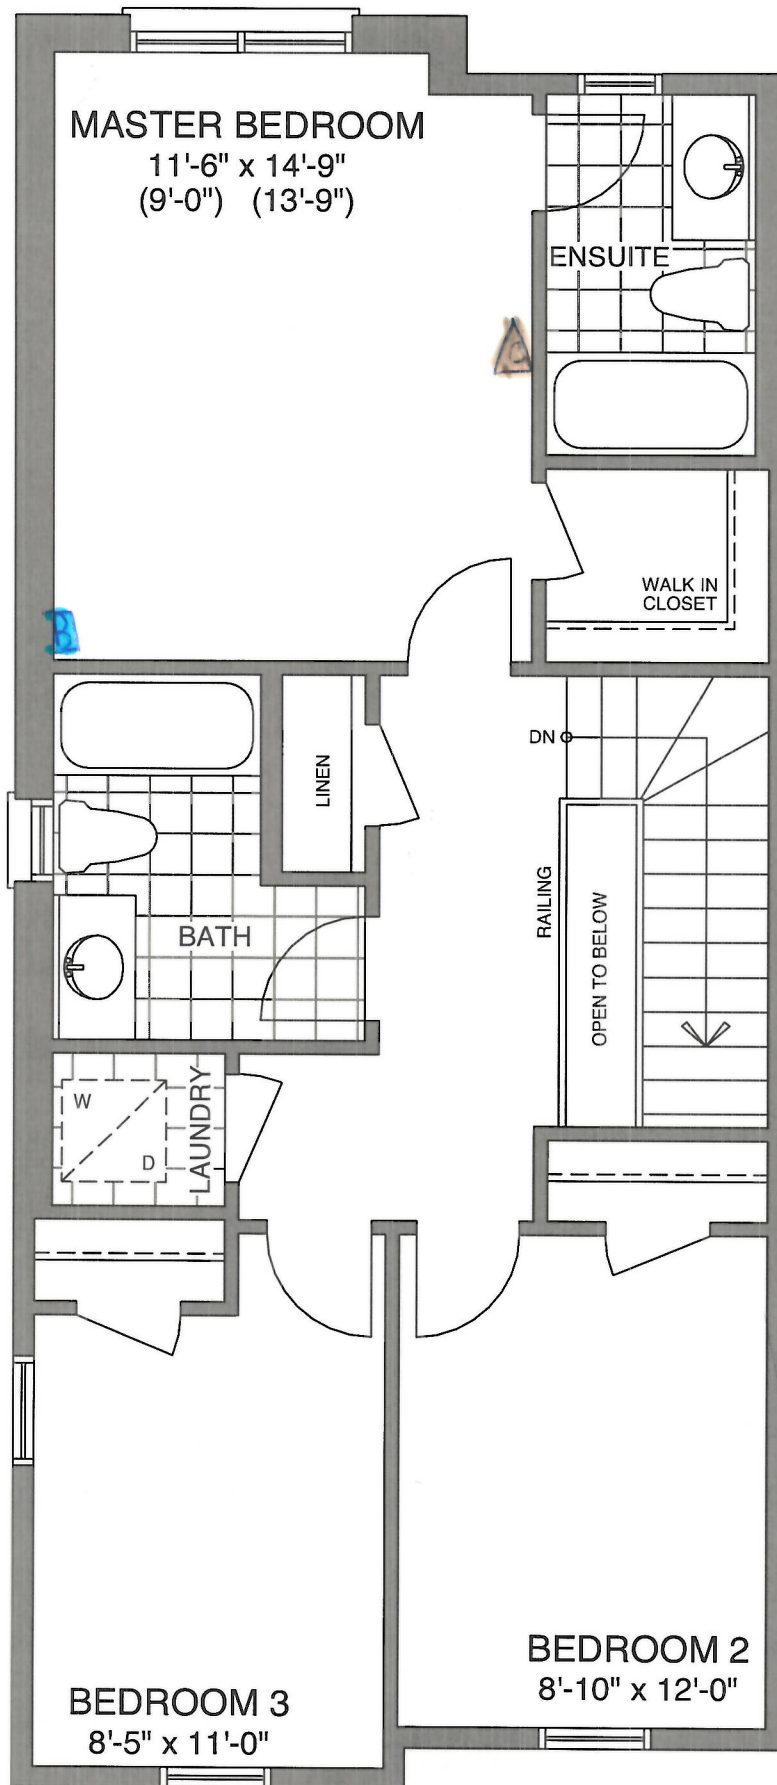 MASTER BEDROOM
11'-6" x 14'-9"
(9'-0") (13'-9")
ENSUITE
C
WALK IN
CLOSET
B
DN
LINEN
RAILING
OPEN TO BELOW
BATH
W
D
LAUNDRY
BEDROOM 2
8'-10" x 12'-0"
BEDROOM 3
8'-5" x 11'-0"